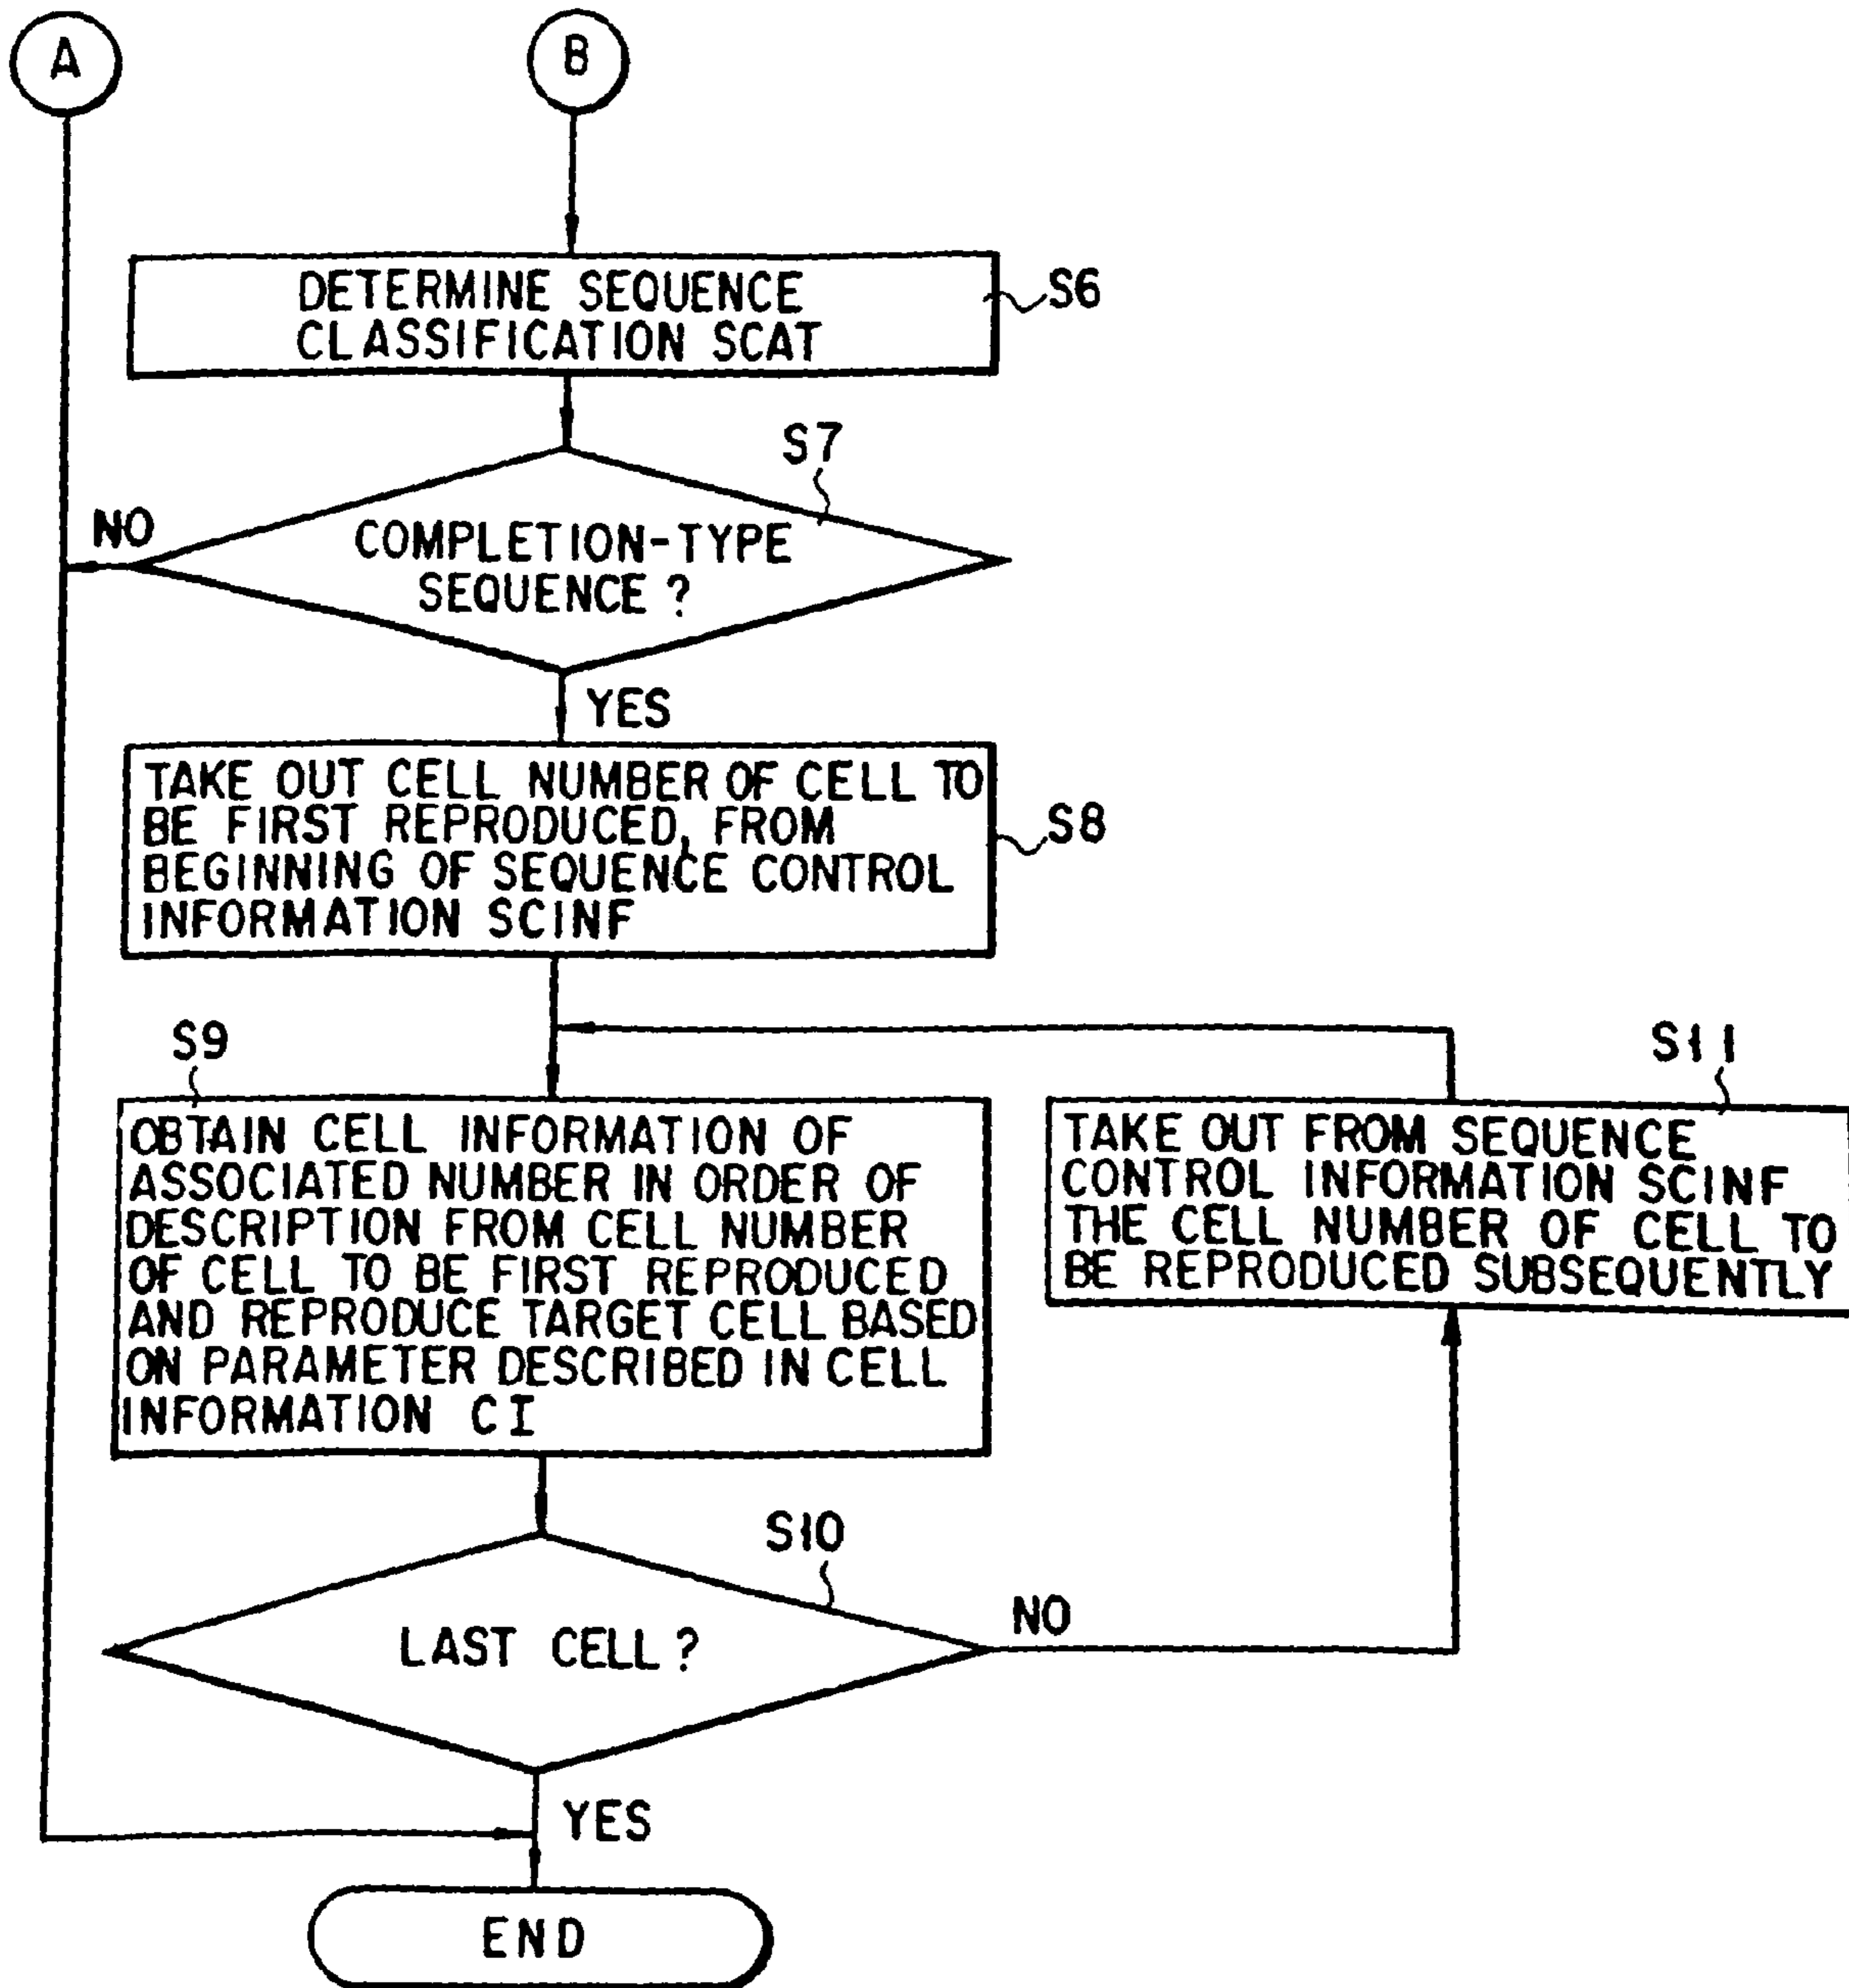 A
B
DETERMINE SEQUENCE
CLASSIFICATION SCAT
S6
S7
NO
COMPLETION-TYPE
SEQUENCE?
YES
TAKE OUT CELL NUMBER OF CELL TO
BE FIRST REPRODUCED, FROM
BEGINNING OF SEQUENCE CONTROL
INFORMATION SCINF
S8
S9
OBTAIN CELL INFORMATION OF
ASSOCIATED NUMBER IN ORDER OF
DESCRIPTION FROM CELL NUMBER
OF CELL TO BE FIRST REPRODUCED
AND REPRODUCE TARGET CELL BASED
ON PARAMETER DESCRIBED IN CELL
INFORMATION CI
S11
TAKE OUT FROM SEQUENCE
CONTROL INFORMATION SCINF
THE CELL NUMBER OF CELL TO
BE REPRODUCED SUBSEQUENTLY
S10
LAST CELL?
NO
YES
END